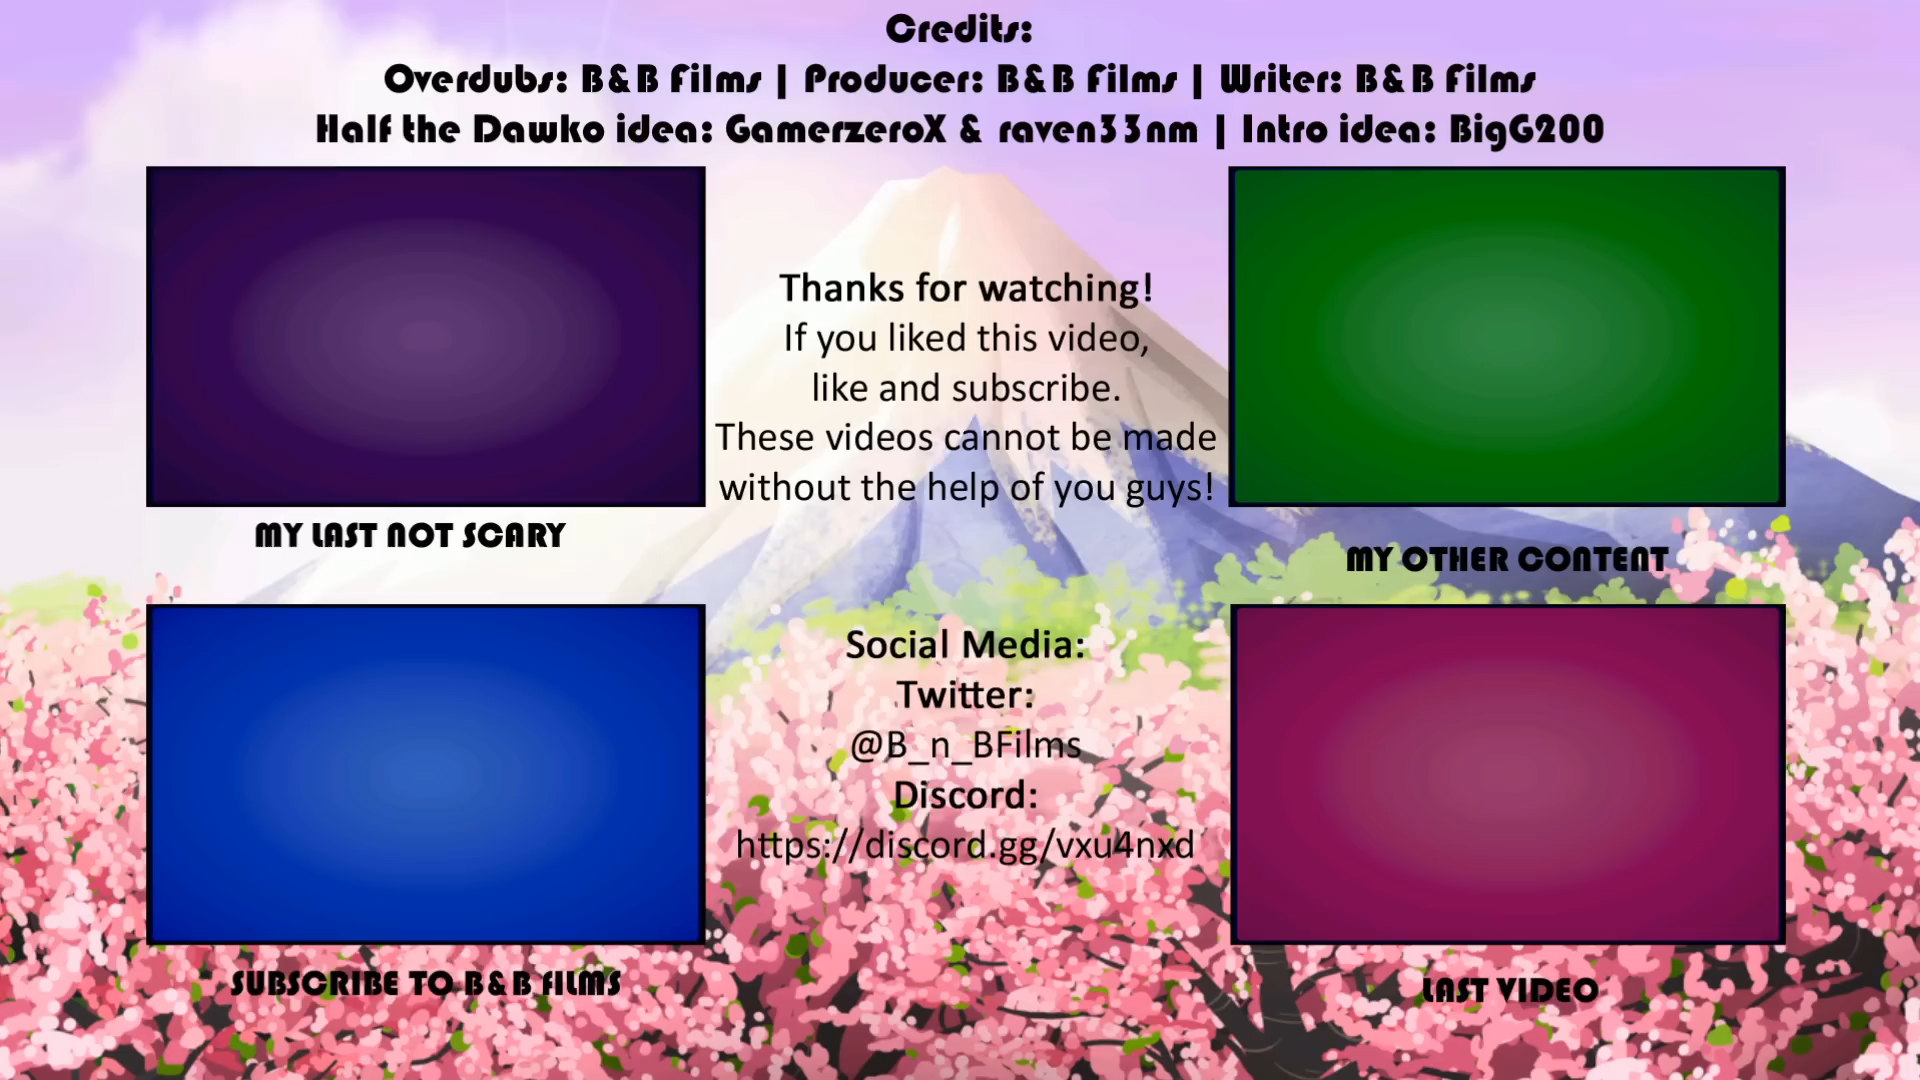 Credits:
Overdubs: B&B Films | Producer: B&B Films | Writer: B&B Films
Half the Dawko idea: GamerzeroX & raven33nm | Intro idea: BigG200
Thanks for watching!
If you liked this video,
like and subscribe.
These videos cannot be made
without the help of you guys!
MY LAST NOT SCARY
MY OTHER CONTENT
Social Media:
Twitter:
@B_n_BFilms
Discord:
https://discord.gg/vxu4nxd
SUBSCRIBE TO B&B FILMS
LAST VIDEO